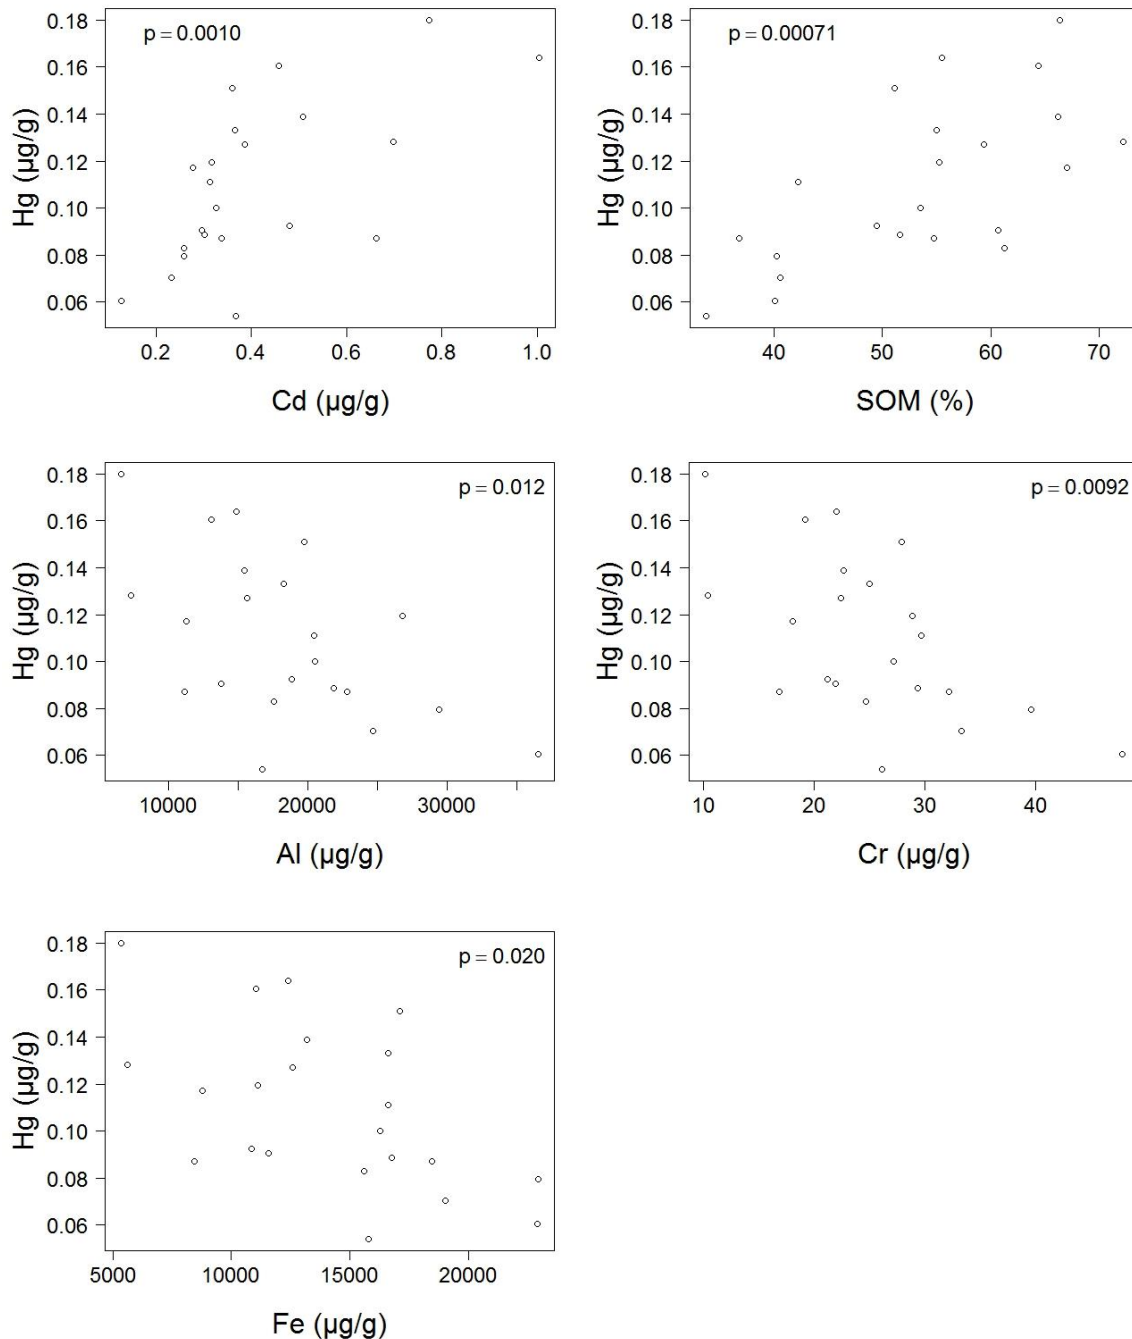 p = 0.0010
Hg (µg/g)
0.18
0.16
0.14
0.12
0.10
0.08
0.06
0.2 0.4 0.6 0.8 1.0
Cd (µg/g)
p = 0.00071
Hg (µg/g)
0.18
0.16
0.14
0.12
0.10
0.08
0.06
40 50 60 70
SOM (%)
p = 0.012
Hg (µg/g)
0.18
0.16
0.14
0.12
0.10
0.08
0.06
10000 20000 30000
Al (µg/g)
p = 0.0092
Hg (µg/g)
0.18
0.16
0.14
0.12
0.10
0.08
0.06
10 20 30 40
Cr (µg/g)
p = 0.020
Hg (µg/g)
0.18
0.16
0.14
0.12
0.10
0.08
0.06
5000 10000 15000 20000
Fe (µg/g)